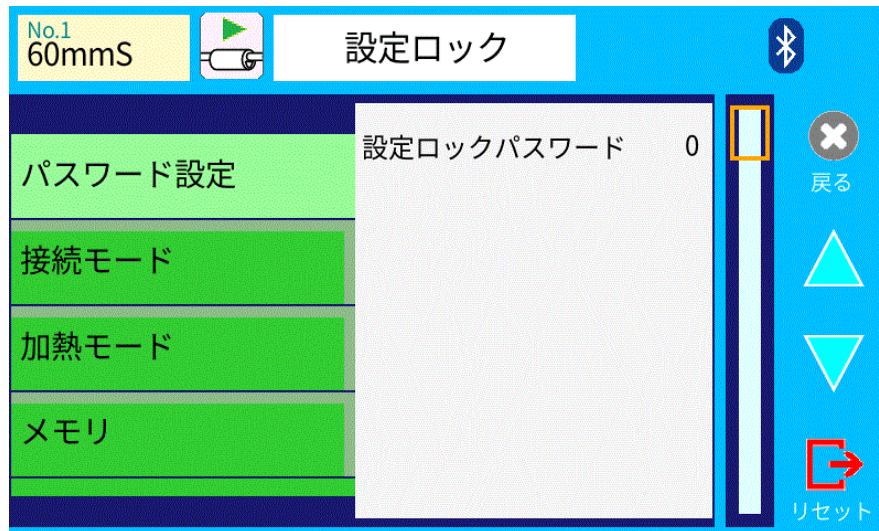 No.1
60mmS
設定ロック
パスワード設定
設定ロックパスワード 0
戻る
接続モード
加熱モード
メモリ
リセット